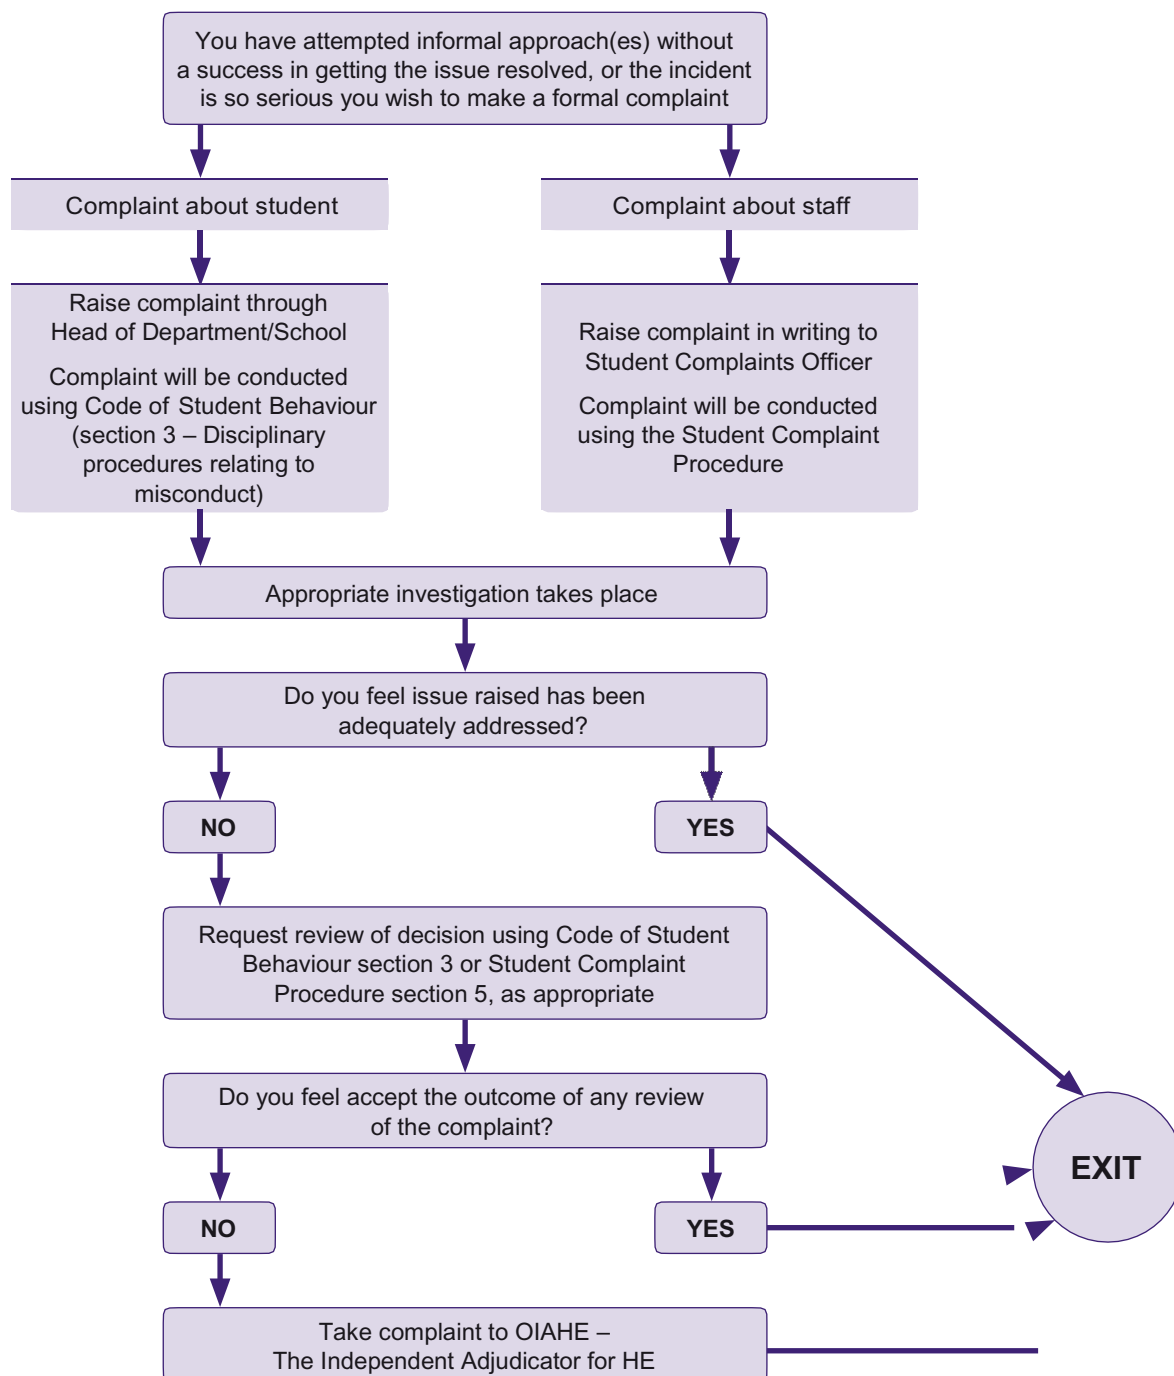 You have attempted informal approach(es) without
a success in getting the issue resolved, or the incident
is so serious you wish to make a formal complaint
Complaint about student
Complaint about staff
Raise complaint through
Head of Department/School
Complaint will be conducted
using Code of Student Behaviour
(section 3 – Disciplinary
procedures relating to
misconduct)
Raise complaint in writing to
Student Complaints Officer
Complaint will be conducted
using the Student Complaint
Procedure
Appropriate investigation takes place
Do you feel issue raised has been
adequately addressed?
NO
YES
Request review of decision using Code of Student
Behaviour section 3 or Student Complaint
Procedure section 5, as appropriate
Do you feel accept the outcome of any review
of the complaint?
EXIT
NO
YES
Take complaint to OIAHE –
The Independent Adjudicator for HE